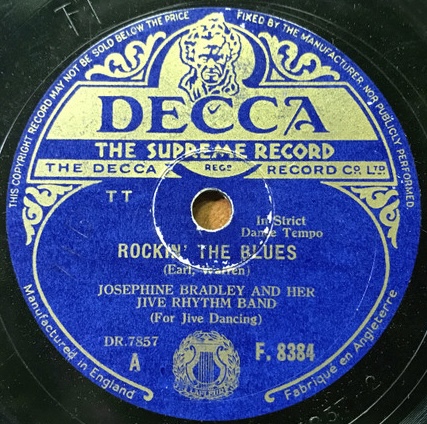 TT
THIS COPYRIGHT RECORD MAY NOT BE SOLD BELOW THE PRICE FIXED BY THE MANUFACTURER, NOR PUBLICLY PERFORMED.
DECCA
THE SUPREME RECORD
THE DECCA REGD RECORD CO. LTD
TT
In Strict
Dance Tempo
ROCKIN' THE BLUES
(Earl, Warren)
JOSEPHINE BRADLEY AND HER
JIVE RHYTHM BAND
(For Jive Dancing)
DR.7857
A
F. 8384
Manufactured in England
Fabriqué en Angleterre